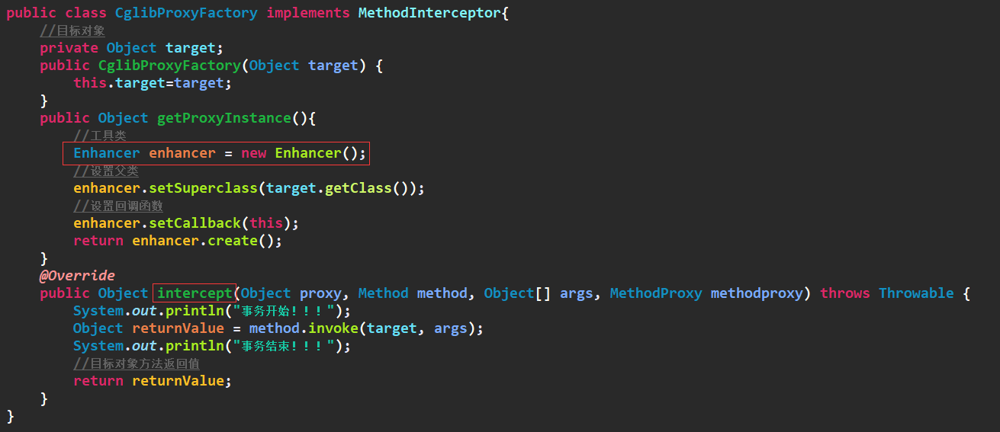 public class CglibProxyFactory implements MethodInterceptor{
//目标对象
private Object target;
public CglibProxyFactory(Object target) {
this.target=target;
}
public Object getProxyInstance(){
//工具类
Enhancer enhancer = new Enhancer();
//设置父类
enhancer.setSuperclass(target.getClass());
//设置回调函数
enhancer.setCallback(this);
return enhancer.create();
}
@Override
public Object intercept(Object proxy, Method method, Object[] args, MethodProxy methodproxy) throws Throwable {
System.out.println("事务开始!!!");
Object returnValue = method.invoke(target, args);
System.out.println("事务结束!!!");
//目标对象方法返回值
return returnValue;
}
}